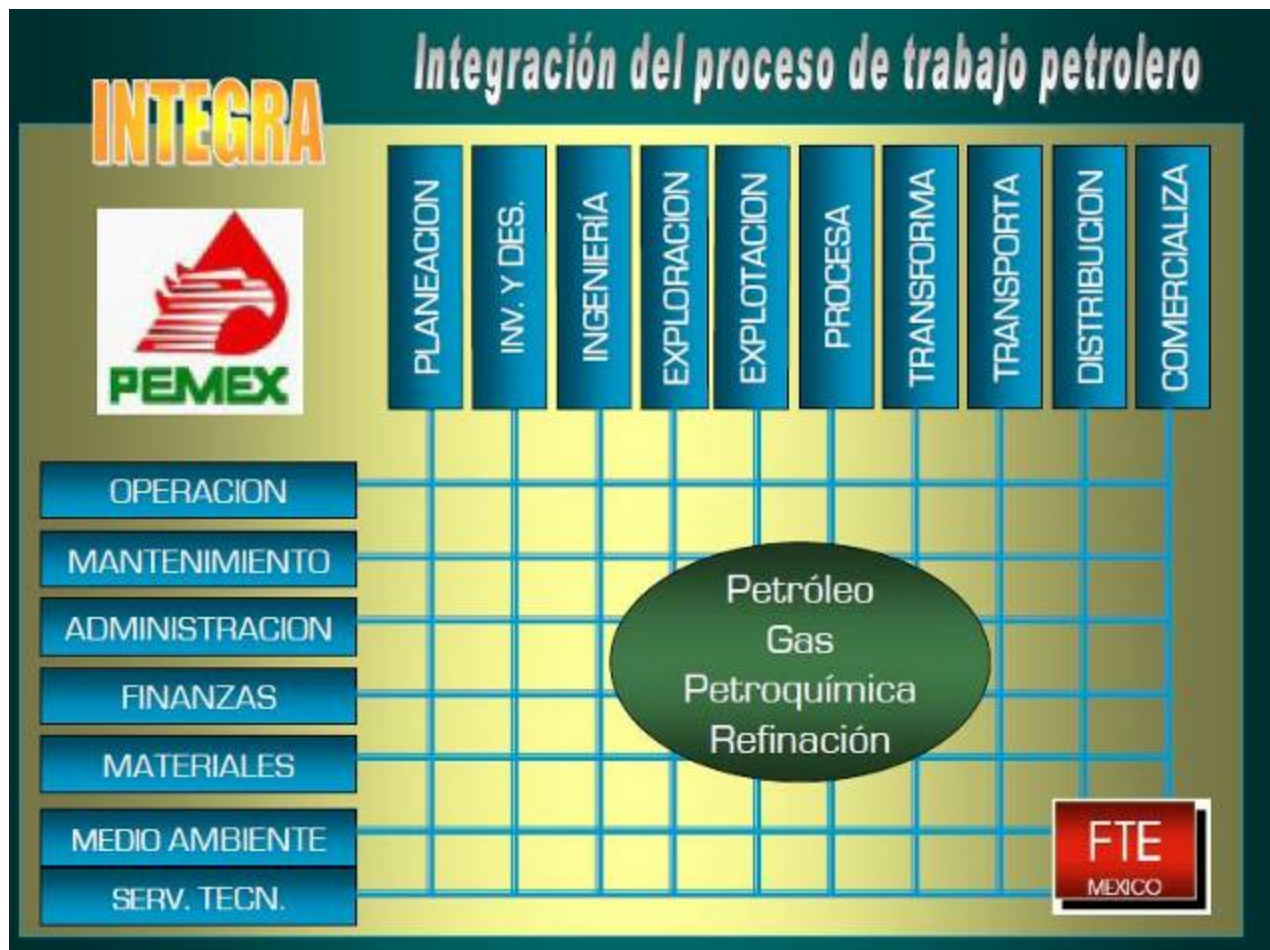 Integración del proceso de trabajo petrolero
INTEGRA
PEMEX
PLANEACION
INV. Y DES.
INGENIERÍA
EXPLORACION
EXPLOTACION
PROCESA
TRANSFORMA
TRANSPORTA
DISTRIBUCION
COMERCIALIZA
OPERACION
MANTENIMIENTO
ADMINISTRACION
FINANZAS
MATERIALES
MEDIO AMBIENTE
SERV. TECN.
Petróleo
Gas
Petroquímica
Refinación
FTE
MEXICO